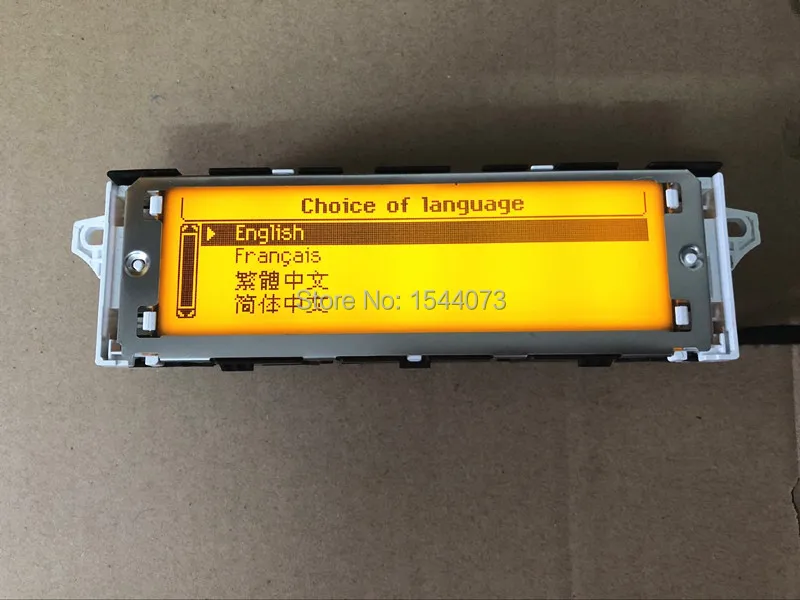 Choice of language
English
Français
繁體中文
简体中文
Store No: 1544073